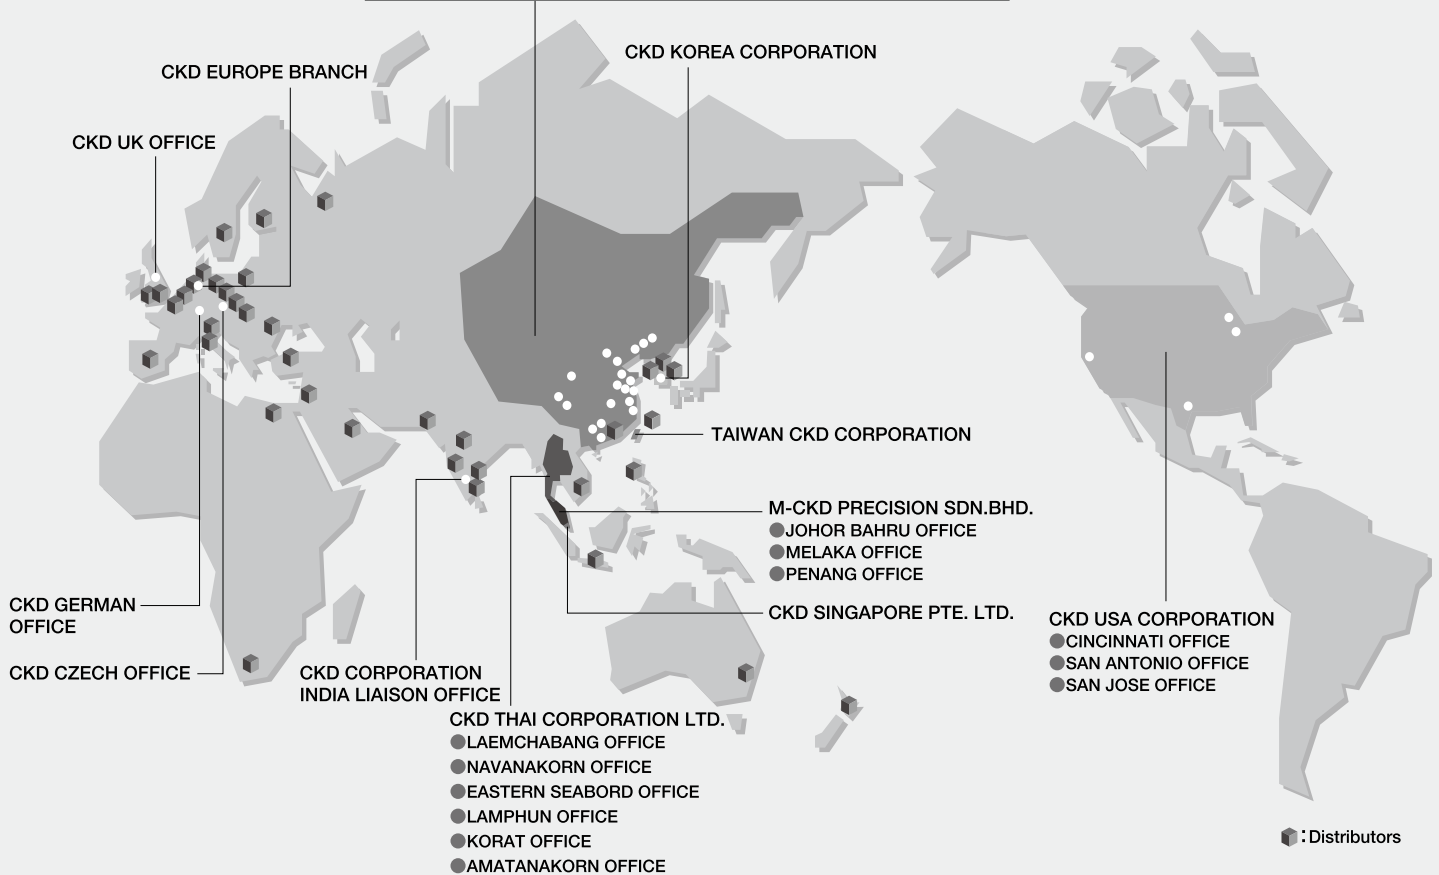 CKD KOREA CORPORATION
CKD EUROPE BRANCH
CKD UK OFFICE
TAIWAN CKD CORPORATION
M-CKD PRECISION SDN.BHD.
●JOHOR BAHRU OFFICE
●MELAKA OFFICE
●PENANG OFFICE
CKD SINGAPORE PTE. LTD.
CKD GERMAN
OFFICE
CKD CZECH OFFICE
CKD CORPORATION
INDIA LIAISON OFFICE
CKD THAI CORPORATION LTD.
●LAEMCHABANG OFFICE
●NAVANAKORN OFFICE
●EASTERN SEABORD OFFICE
●LAMPHUN OFFICE
●KORAT OFFICE
●AMATANAKORN OFFICE
CKD USA CORPORATION
●CINCINNATI OFFICE
●SAN ANTONIO OFFICE
●SAN JOSE OFFICE
: Distributors